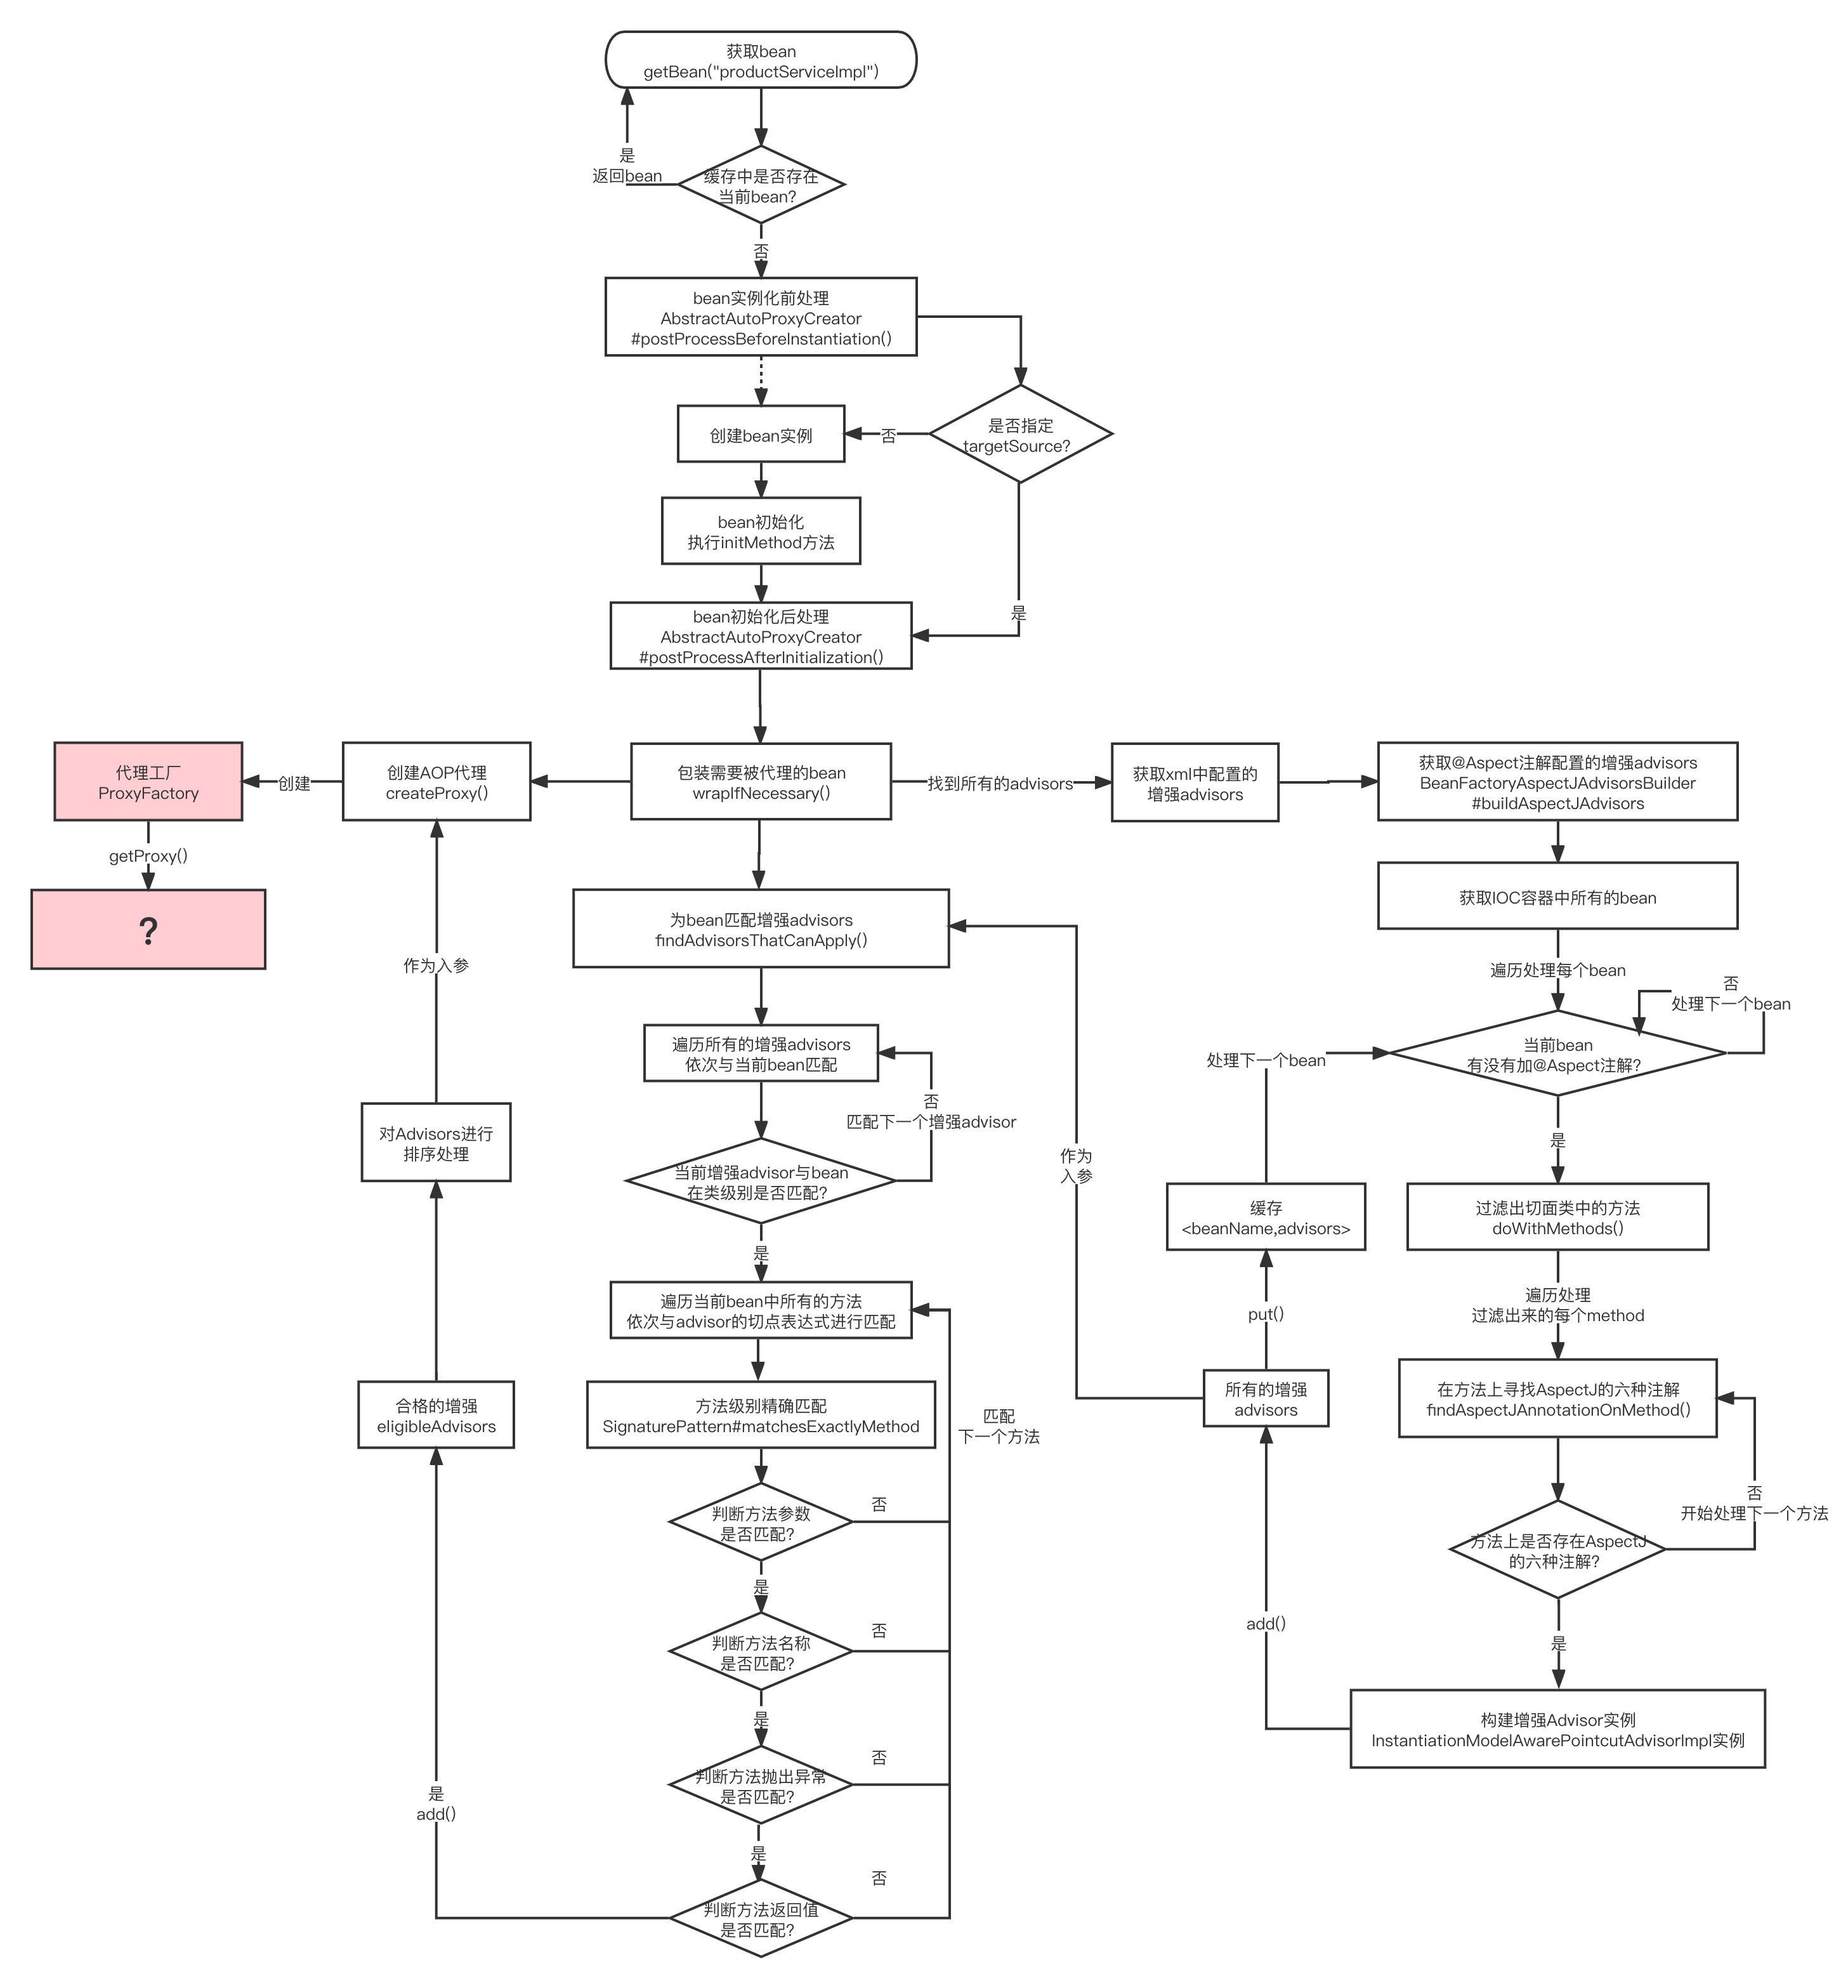 获取bean
getBean("productServiceImpl")
是
返回bean
缓存中是否存在
当前bean?
否
bean实例化前处理
AbstractAutoProxyCreator
#postProcessBeforeInstantiation()
创建bean实例
否
是否指定
targetSource?
bean初始化
执行initMethod方法
是
bean初始化后处理
AbstractAutoProxyCreator
#postProcessAfterInitialization()
代理工厂
ProxyFactory
创建
创建AOP代理
createProxy()
包装需要被代理的bean
wrapIfNecessary()
找到所有的advisors
获取xml中配置的
增强advisors
获取@Aspect注解配置的增强advisors
BeanFactoryAspectJAdvisorsBuilder
#buildAspectJAdvisors
getProxy()
?
作为入参
为bean匹配增强advisors
findAdvisorsThatCanApply()
获取IOC容器中所有的bean
遍历处理每个bean
否
处理下一个bean
遍历所有的增强advisors
依次与当前bean匹配
处理下一个bean
当前bean
有没有加@Aspect注解?
否
匹配下一个增强advisor
对Advisors进行
排序处理
当前增强advisor与bean
在类级别是否匹配?
作为
入参
是
缓存
<beanName,advisors>
过滤出切面类中的方法
doWithMethods()
是
遍历当前bean中所有的方法
依次与advisor的切点表达式进行匹配
put()
遍历处理
过滤出来的每个method
合格的增强
eligibleAdvisors
方法级别精确匹配
SignaturePattern#matchesExactlyMethod
匹配
下一个方法
所有的增强
advisors
在方法上寻找AspectJ的六种注解
findAspectJAnnotationOnMethod()
判断方法参数
是否匹配?
否
否
开始处理下一个方法
方法上是否存在AspectJ
的六种注解?
是
判断方法名称
是否匹配?
否
add()
是
是
构建增强Advisor实例
InstantiationModelAwarePointcutAdvisorImpl实例
判断方法抛出异常
是否匹配?
否
是
add()
是
判断方法返回值
是否匹配?
否